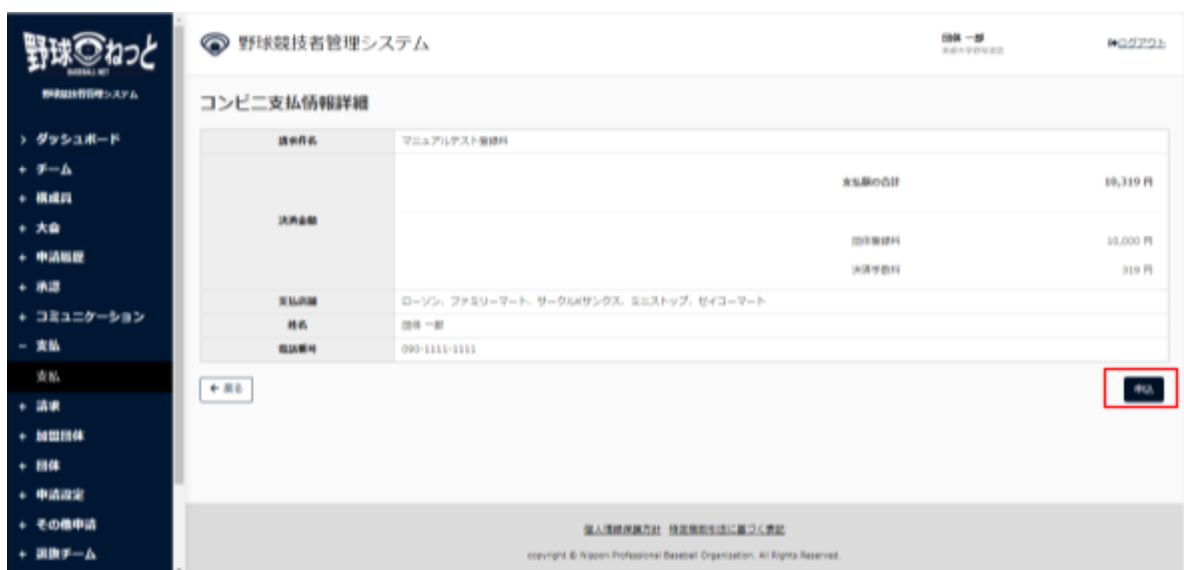 野球ねっと
BASEBALL NET
野球競技者管理システム
> ダッシュボード
+ チーム
+ 構成員
+ 大会
+ 申請履歴
+ 承認
+ コミュニケーション
− 支払
支払
+ 請求
+ 加盟団体
+ 団体
+ 申請設定
+ その他申請
+ 選抜チーム
野球競技者管理システム
団体 一郎
ログアウト
コンビニ支払情報詳細
請求件名 マニュアルテスト登録料
決済金額
支払額の合計 10,319 円
団体登録料 10,000 円
決済手数料 319 円
支払店舗 ローソン、ファミリーマート、サークルKサンクス、ミニストップ、セイコーマート
姓名 団体 一郎
電話番号 090-1111-1111
戻る
申込
個人情報保護方針 特定商取引法に基づく表記
copyright © Nippon Professional Baseball Organization. All Rights Reserved.